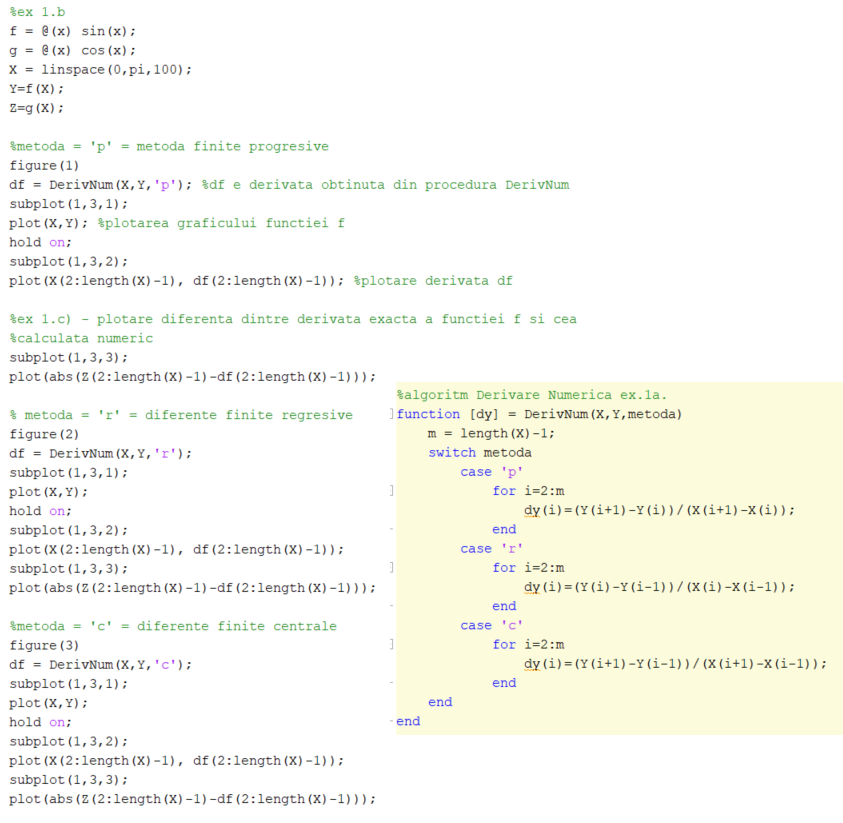 %ex 1.b
f = @(x) sin(x);
g = @(x) cos(x);
X = linspace(0,pi,100);
Y=f(X);
Z=g(X);
%metoda = 'p' = metoda finite progresive
figure(1)
df = DerivNum(X,Y,'p'); %df e derivata obtinuta din procedura DerivNum
subplot(1,3,1);
plot(X,Y); %plotarea graficului functiei f
hold on;
subplot(1,3,2);
plot(X(2:length(X)-1), df(2:length(X)-1)); %plotare derivata df
%ex 1.c) - plotare diferenta dintre derivata exacta a functiei f si cea
%calculata numeric
subplot(1,3,3);
plot(abs(Z(2:length(X)-1)-df(2:length(X)-1)));
% metoda = 'r' = diferente finite regresive
figure(2)
df = DerivNum(X,Y,'r');
subplot(1,3,1);
plot(X,Y);
hold on;
subplot(1,3,2);
plot(X(2:length(X)-1), df(2:length(X)-1));
subplot(1,3,3);
plot(abs(Z(2:length(X)-1)-df(2:length(X)-1)));
%metoda = 'c' = diferente finite centrale
figure(3)
df = DerivNum(X,Y,'c');
subplot(1,3,1);
plot(X,Y);
hold on;
subplot(1,3,2);
plot(X(2:length(X)-1), df(2:length(X)-1));
subplot(1,3,3);
plot(abs(Z(2:length(X)-1)-df(2:length(X)-1)));
%algoritm Derivare Numerica ex.1a.
function [dy] = DerivNum(X,Y,metoda)
m = length(X)-1;
switch metoda
case 'p'
for i=2:m
dy(i)=(Y(i+1)-Y(i))/(X(i+1)-X(i));
end
case 'r'
for i=2:m
dy(i)=(Y(i)-Y(i-1))/(X(i)-X(i-1));
end
case 'c'
for i=2:m
dy(i)=(Y(i+1)-Y(i-1))/(X(i+1)-X(i-1));
end
end
end